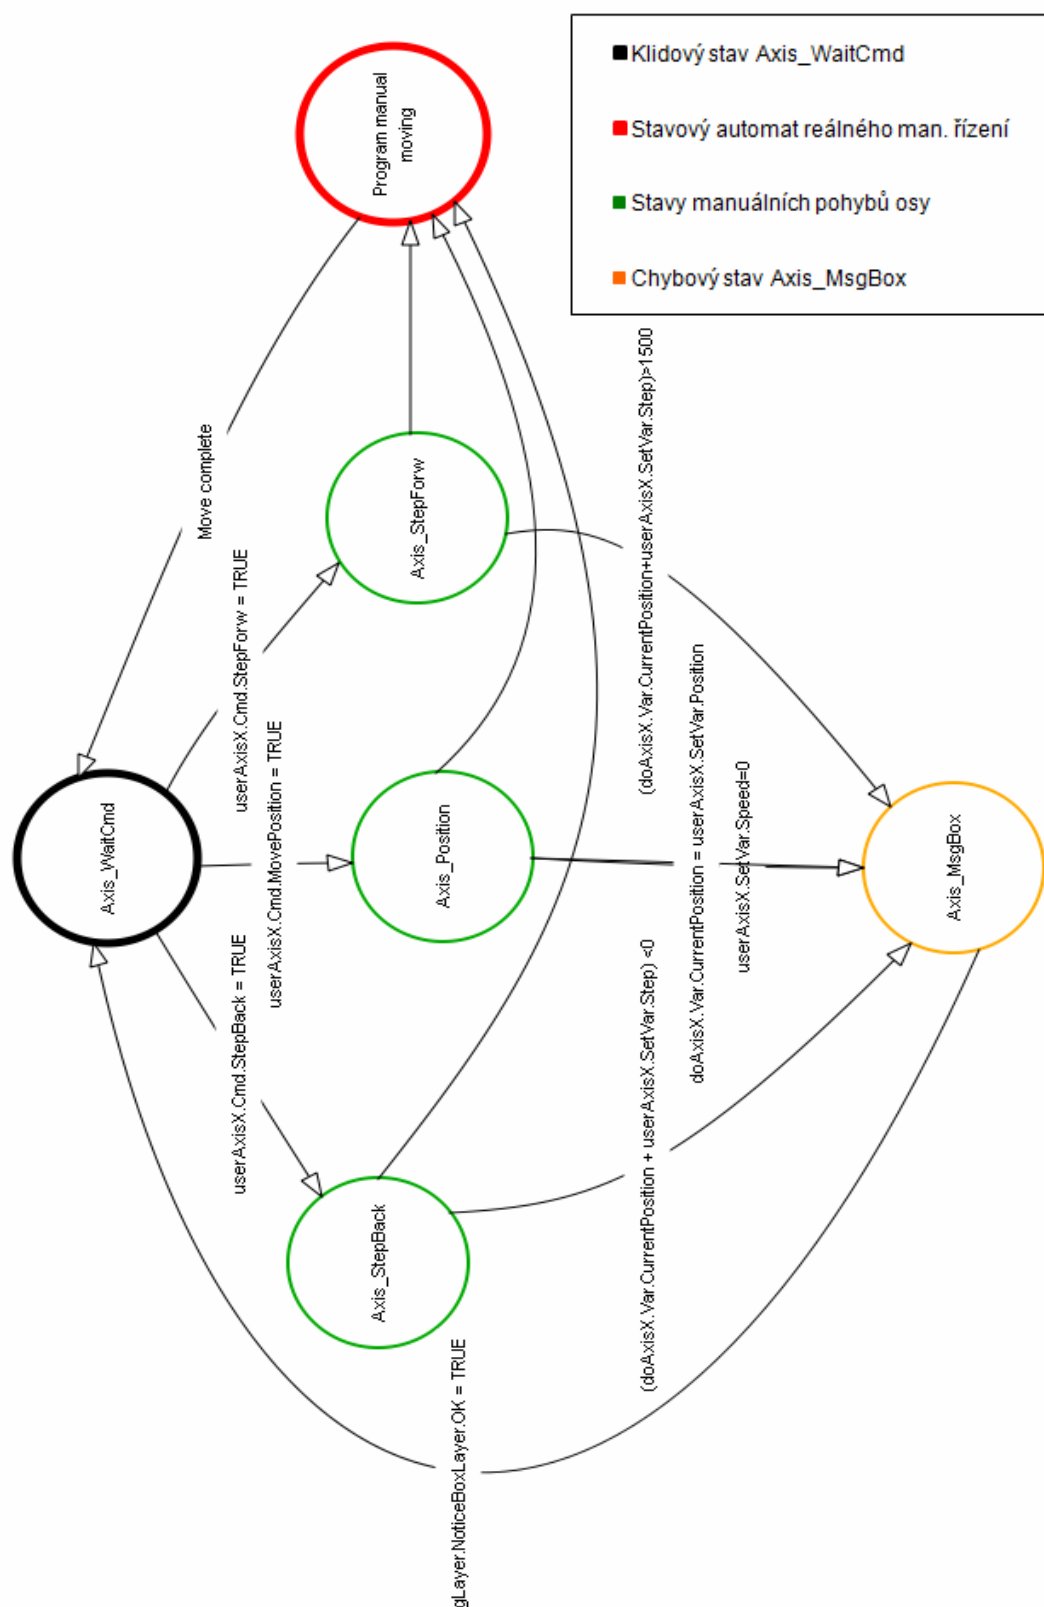 Klidový stav Axis_WaitCmd
Stavový automat reálného man. řízení
Stavy manuálních pohybů osy
Chybový stav Axis_MsgBox
Program manual
moving
Move complete
Axis_StepForw
userAxisX.Cmd.StepForw = TRUE
(doAxisX.Var.CurrentPosition+userAxisX.SetVar.Step)>1500
Axis_WaitCmd
userAxisX.Cmd.MovePosition = TRUE
Axis_Position
doAxisX.Var.CurrentPosition = userAxisX.SetVar.Position
userAxisX.SetVar.Speed=0
Axis_MsgBox
userAxisX.Cmd.StepBack = TRUE
Axis_StepBack
(doAxisX.Var.CurrentPosition + userAxisX.SetVar.Step) <0
gLayer.NoticeBoxLayer.OK = TRUE